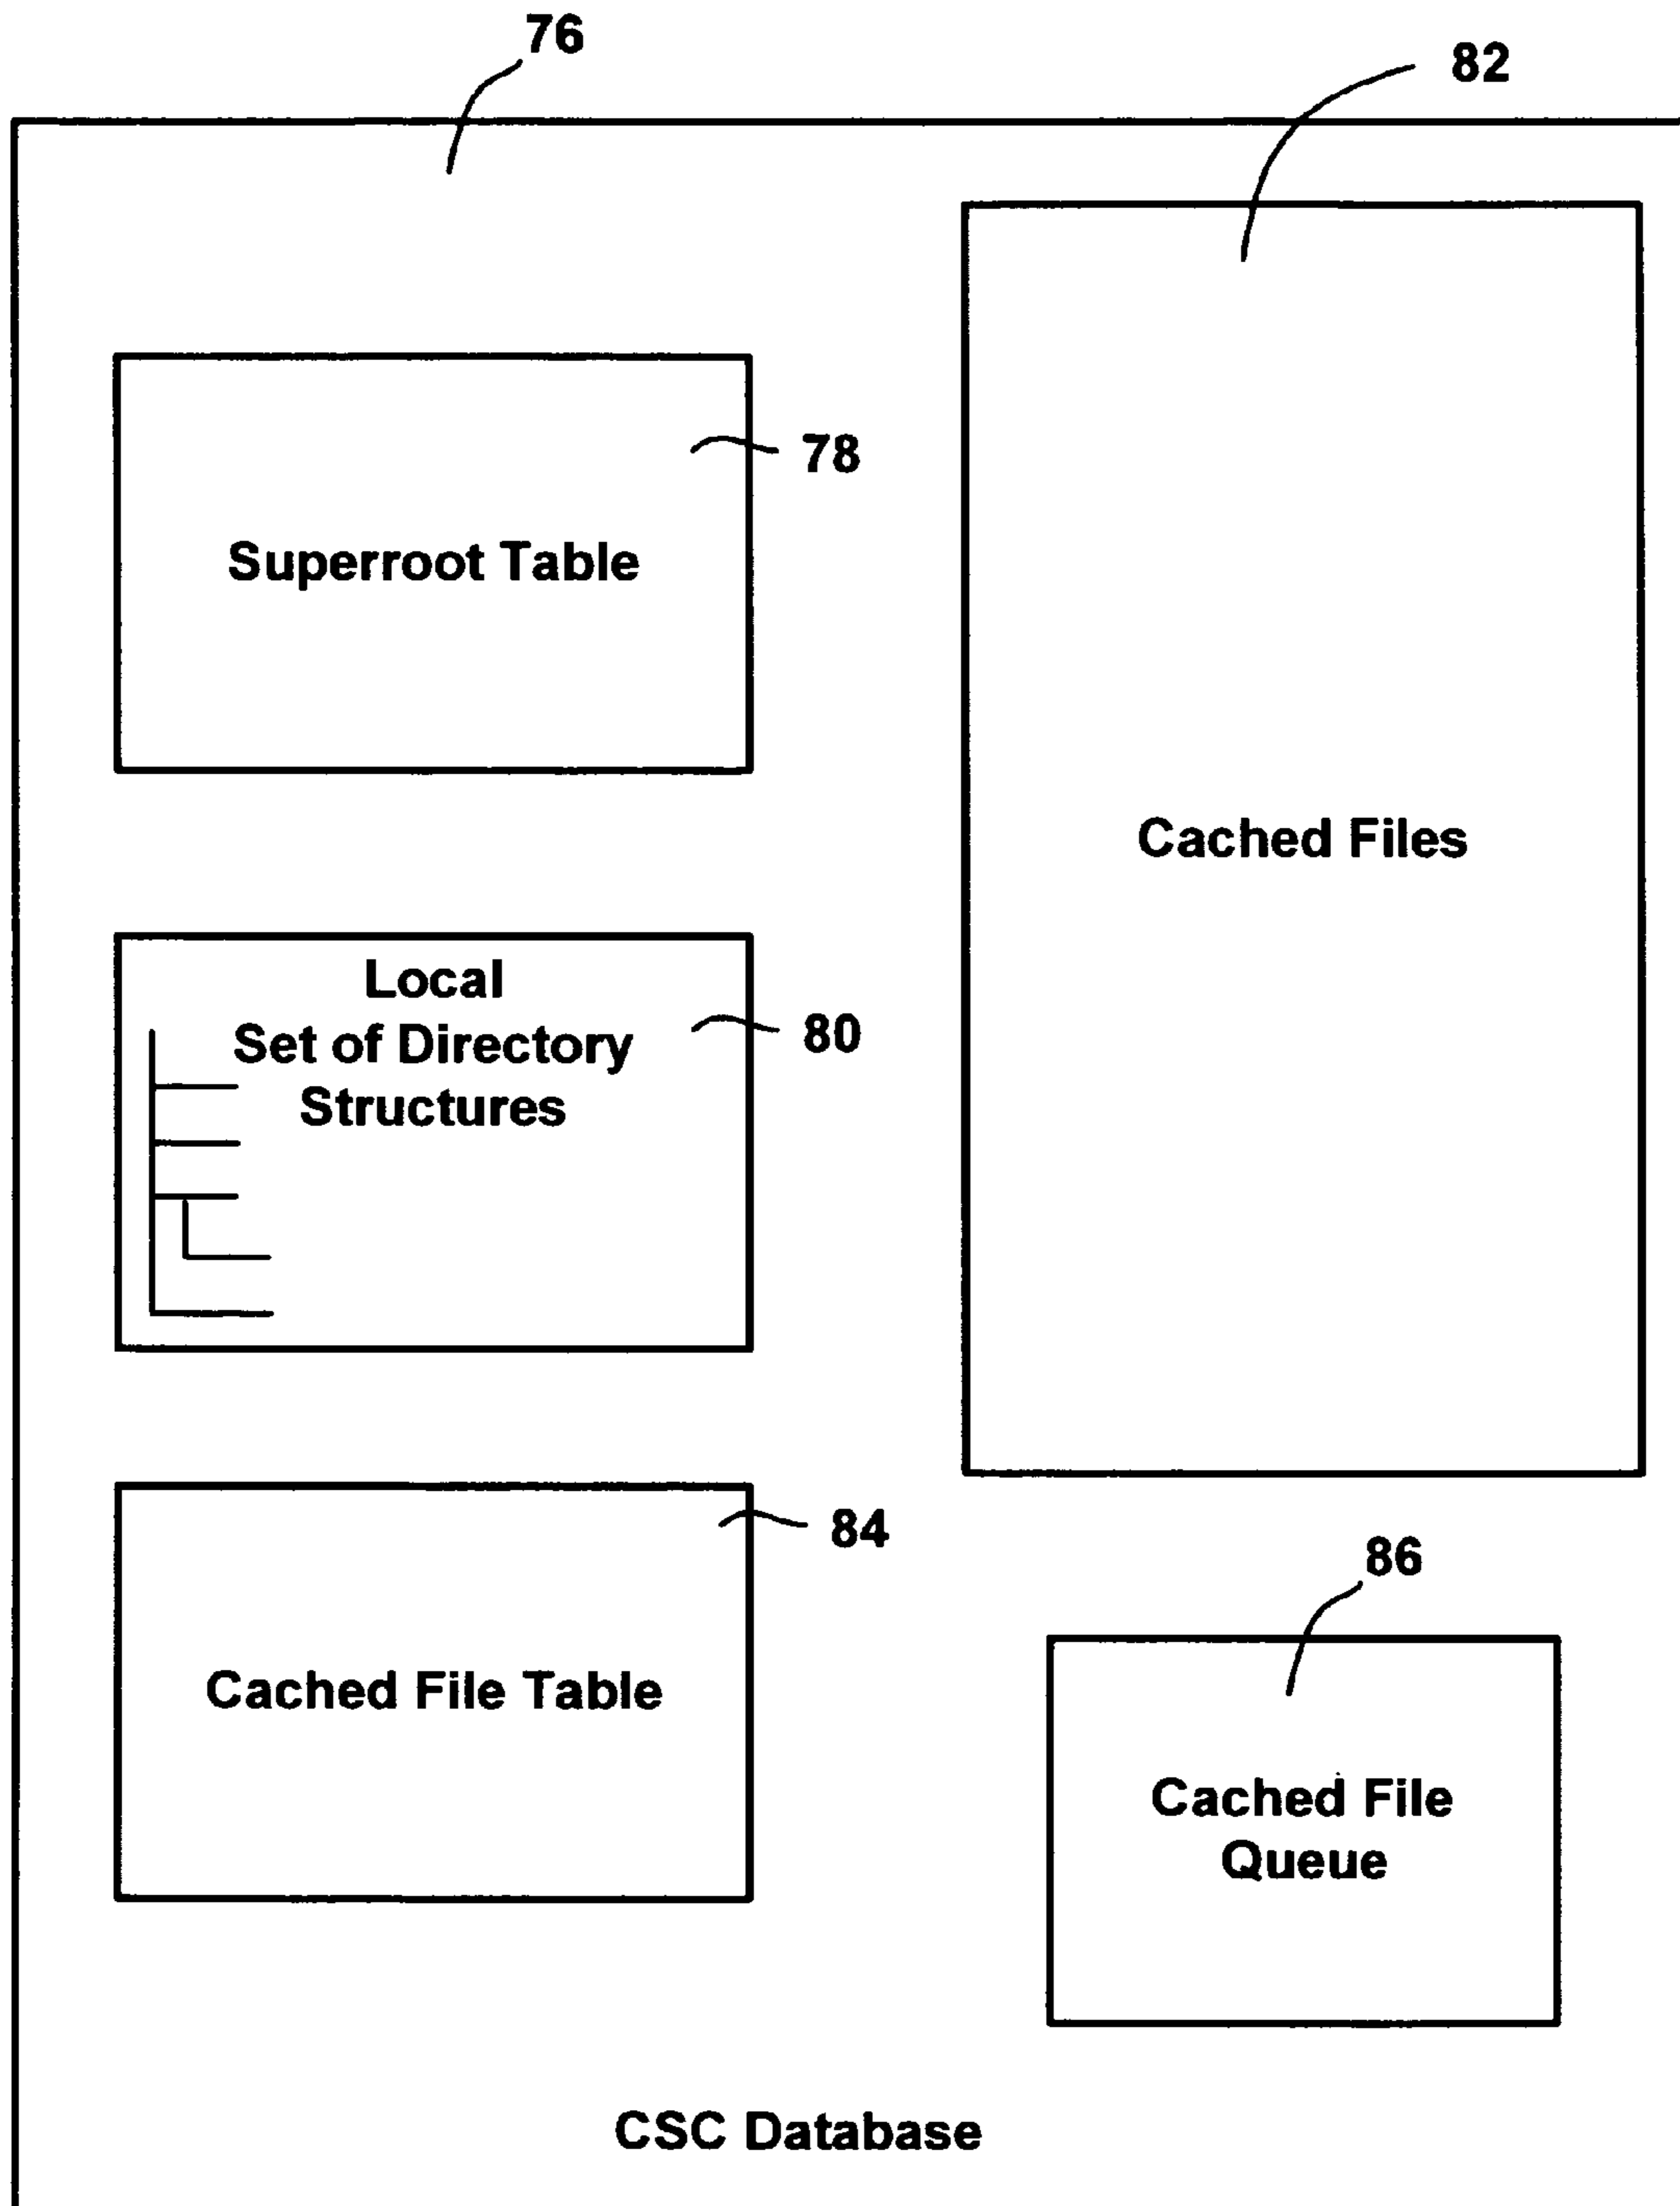 76
82
78
Superroot Table
Cached Files
Local
Set of Directory
Structures
80
84
Cached File Table
86
Cached File
Queue
CSC Database